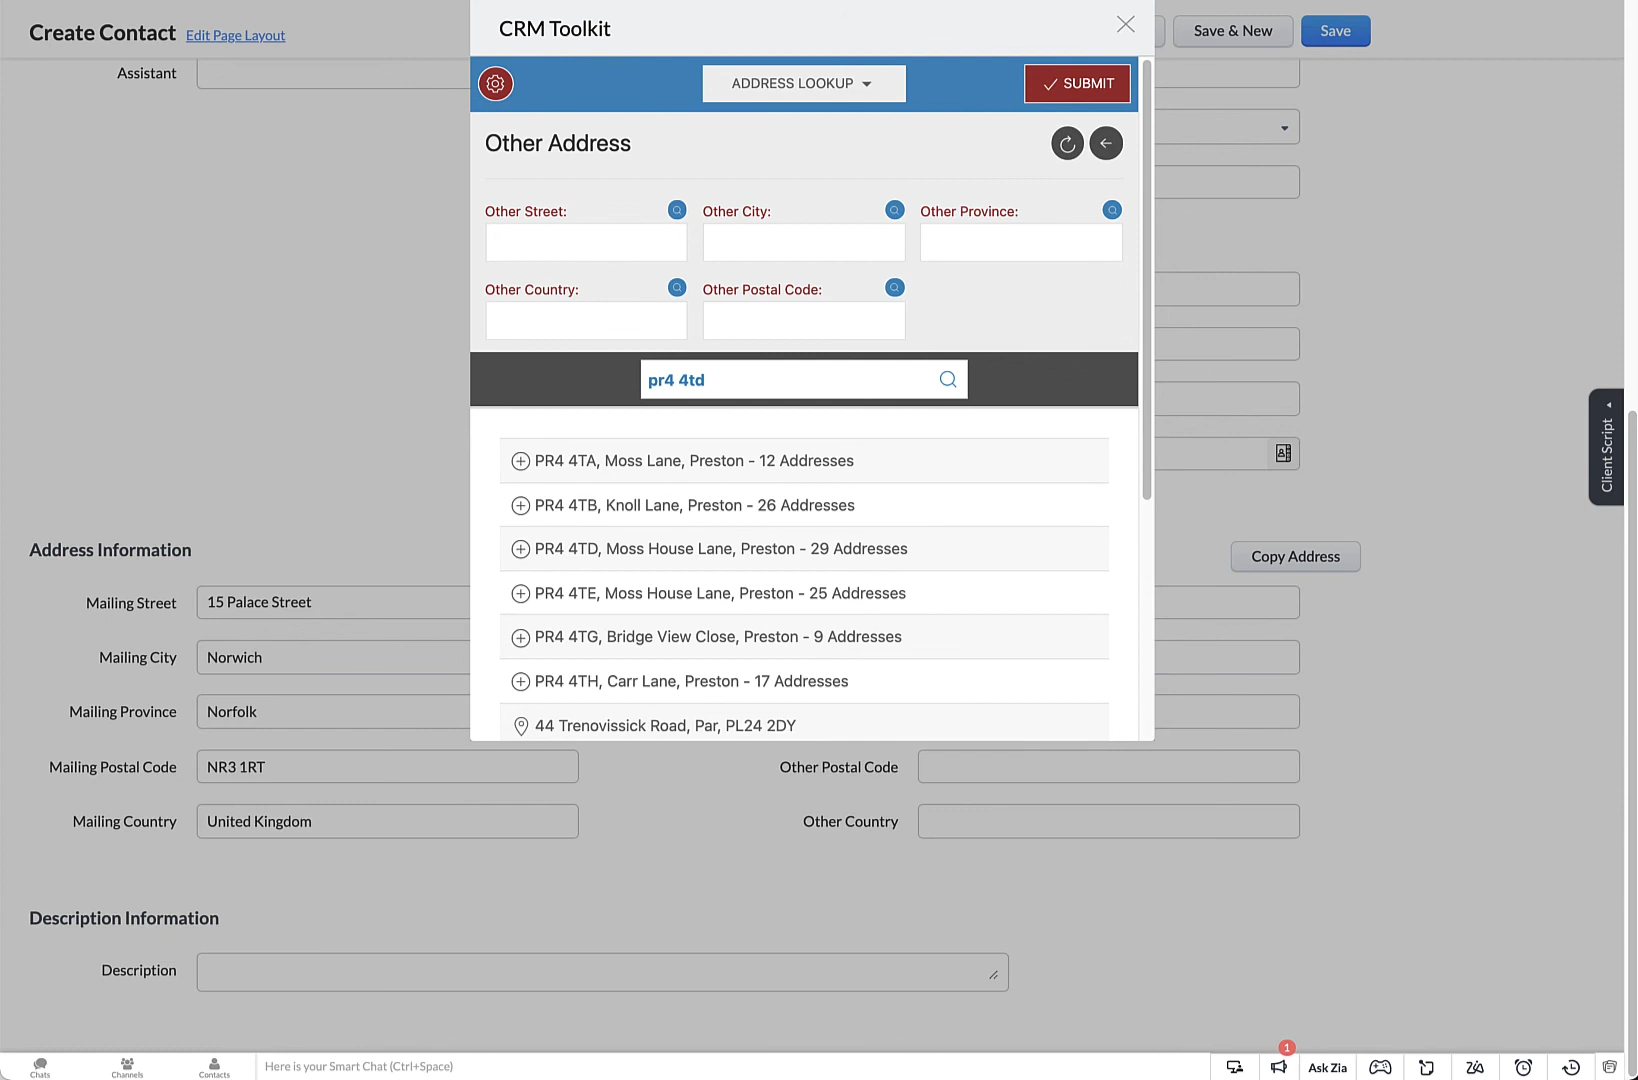 Create Contact
Edit Page Layout
CRM Toolkit
Save & New
Save
Assistant
ADDRESS LOOKUP
SUBMIT
Other Address
Other Street:
Other City:
Other Province:
Other Country:
Other Postal Code:
pr4 4td
PR4 4TA, Moss Lane, Preston - 12 Addresses
PR4 4TB, Knoll Lane, Preston - 26 Addresses
PR4 4TD, Moss House Lane, Preston - 29 Addresses
PR4 4TE, Moss House Lane, Preston - 25 Addresses
PR4 4TG, Bridge View Close, Preston - 9 Addresses
PR4 4TH, Carr Lane, Preston - 17 Addresses
44 Trenovissick Road, Par, PL24 2DY
Client Script
Address Information
Copy Address
Mailing Street
15 Palace Street
Mailing City
Norwich
Mailing Province
Norfolk
Mailing Postal Code
NR3 1RT
Other Postal Code
Mailing Country
United Kingdom
Other Country
Description Information
Description
Chats
Channels
Contacts
Here is your Smart Chat (Ctrl+Space)
1
Ask Zia